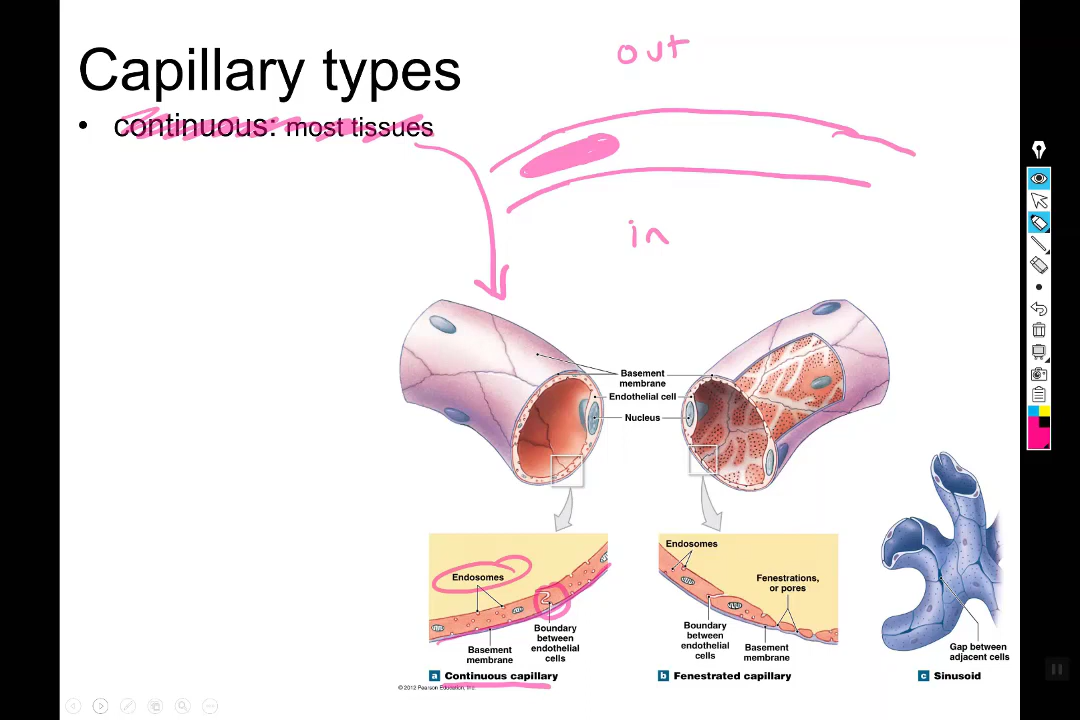 Capillary types
out
• continuous: most tissues
in
Basement
membrane
Endothelial cell
Nucleus
Endosomes
Boundary
between
endothelial
cells
Basement
membrane
a Continuous capillary
© 2012 Pearson Education, Inc.
Endosomes
Fenestrations,
or pores
Boundary
between
endothelial
cells
Basement
membrane
b Fenestrated capillary
Gap between
adjacent cells
c Sinusoid